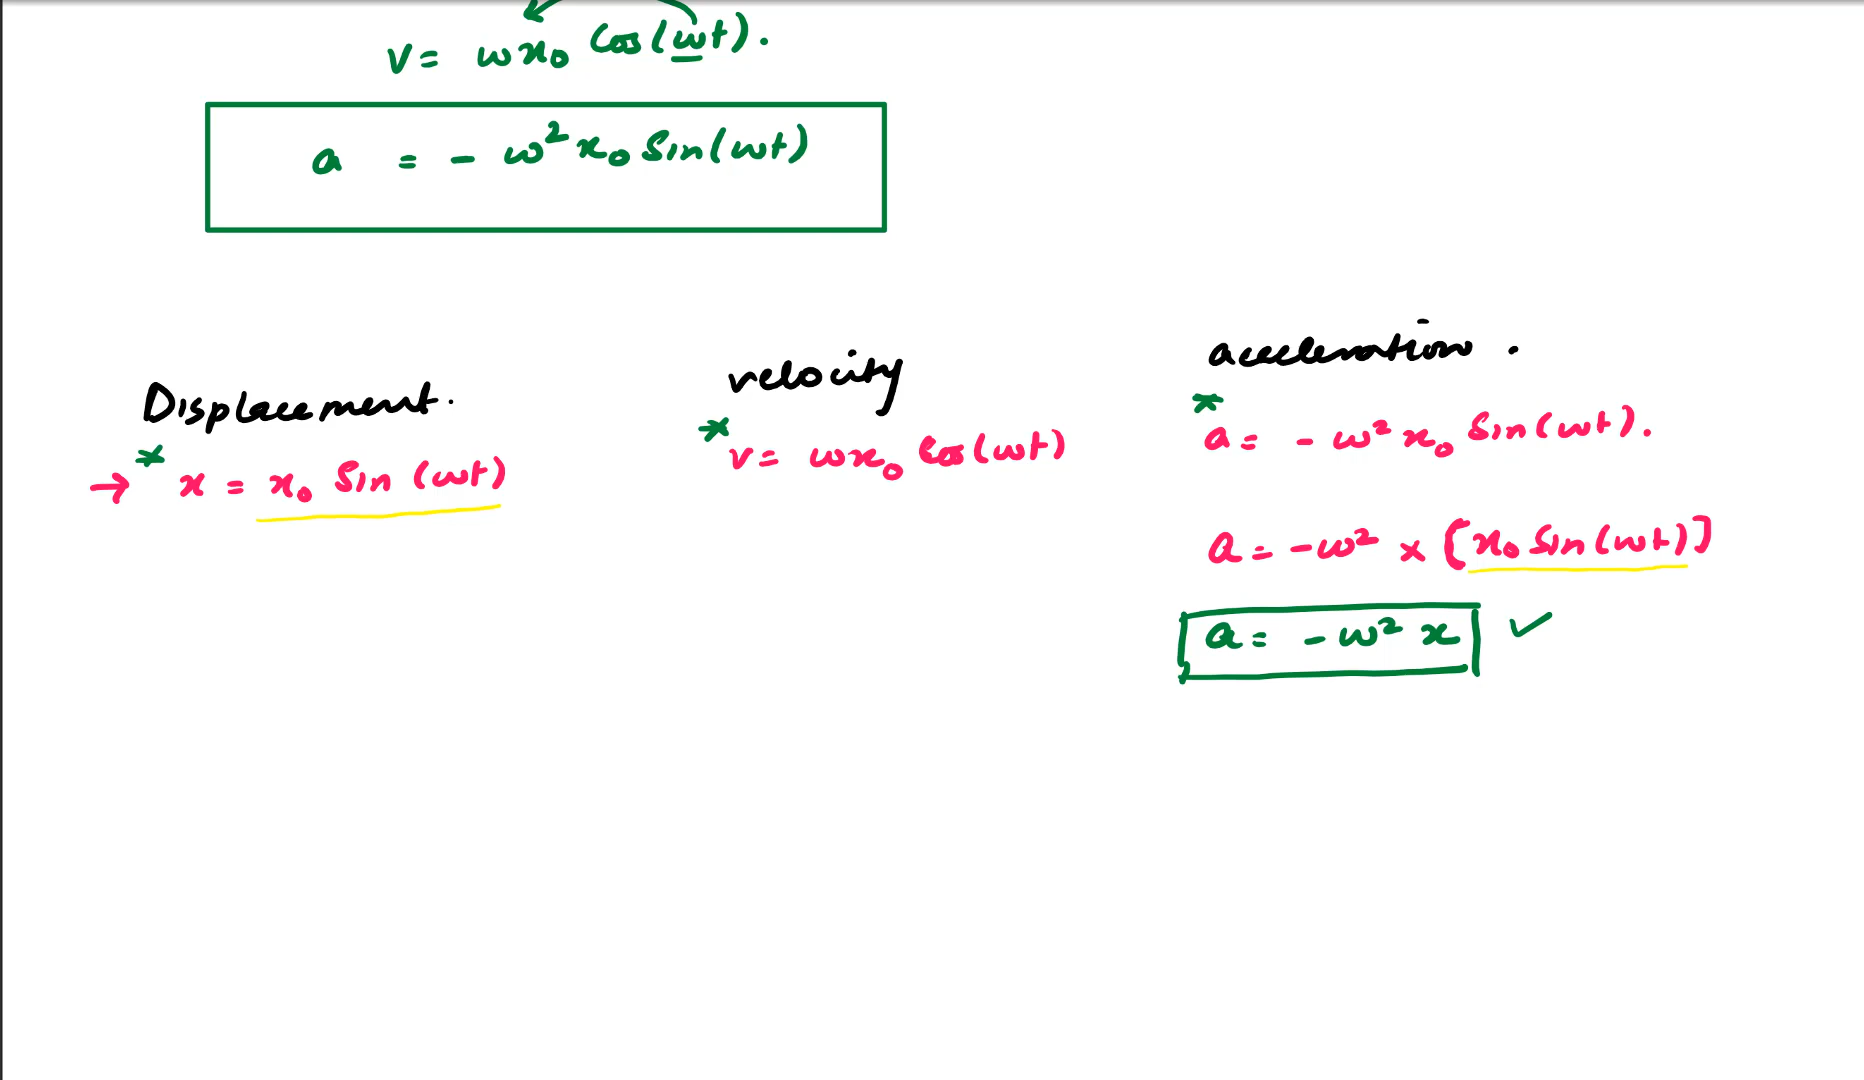 v = ωx₀ Cos(ωt).
a = - ω²x₀ Sin(ωt)
Displacement.
* → x = x₀ Sin (ωt)
velocity
* v = ωx₀ Cos(ωt)
acceleration.
* a = - ω² x₀ Sin(ωt).
a = -ω² × [x₀ Sin(ωt)]
a = - ω² x ✓